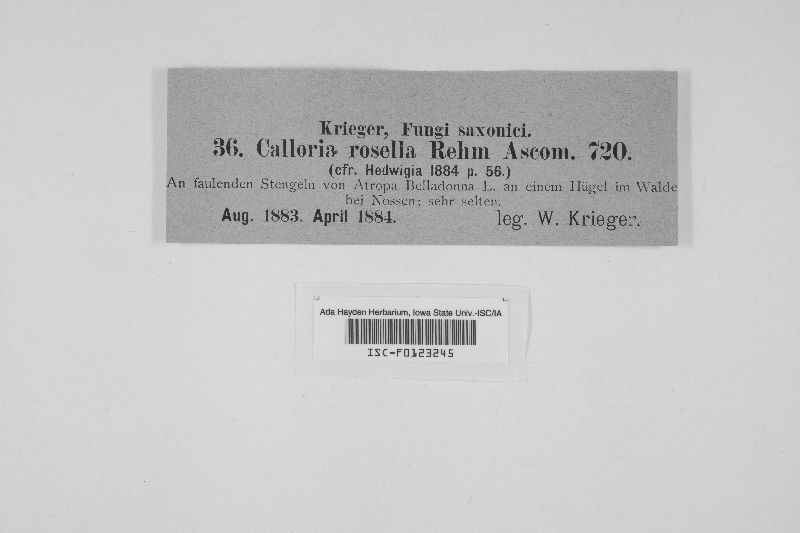 Krieger, Fungi saxonici.
36. Calloria rosella Rehm Ascom. 720.
(cfr. Hedwigia 1884 p. 56.)
An faulenden Stengeln von Atropa Belladonna L. an einem Hügel im Walde
bei Nossen; sehr selten.
Aug. 1883. April 1884. leg. W. Krieger.
Ada Hayden Herbarium, Iowa State Univ.-ISC/IA
ISC-F0123245